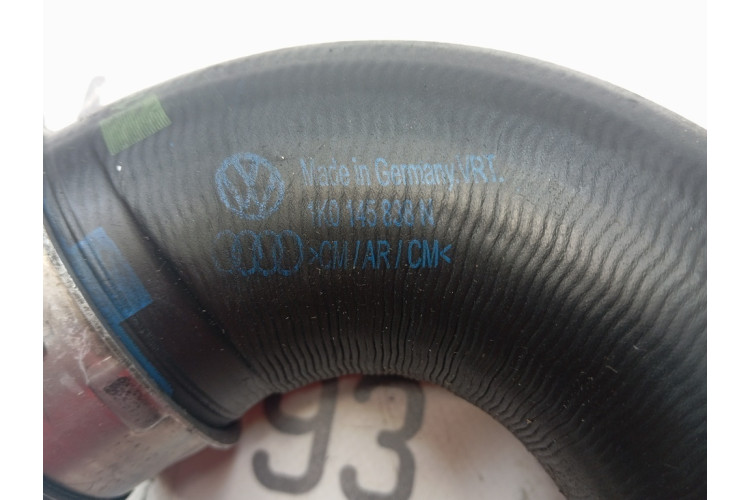 Made in Germany VRT.
1K0 145 838 N
>CM/AR/CM<
93